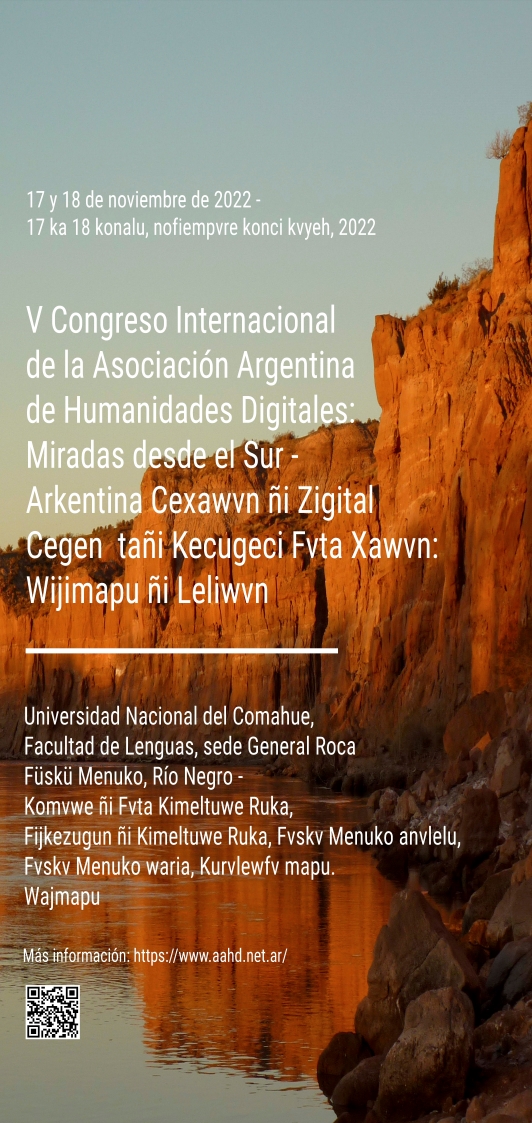 17 y 18 de noviembre de 2022 -
17 ka 18 konalu, nofiempvre konci kvyeh, 2022
V Congreso Internacional
de la Asociación Argentina
de Humanidades Digitales:
Miradas desde el Sur -
Arkentina Cexawvn ñi Zigital
Cegen tañi Kecugeci Fvta Xawvn:
Wijimapu ñi Leliwvn
Universidad Nacional del Comahue,
Facultad de Lenguas, sede General Roca
Füskü Menuko, Río Negro -
Komvwe ñi Fvta Kimeltuwe Ruka,
Fijkezugun ñi Kimeltuwe Ruka, Fvskv Menuko anvlelu,
Fvskv Menuko waria, Kurvlewfv mapu.
Wajmapu
Más información: https://www.aahd.net.ar/